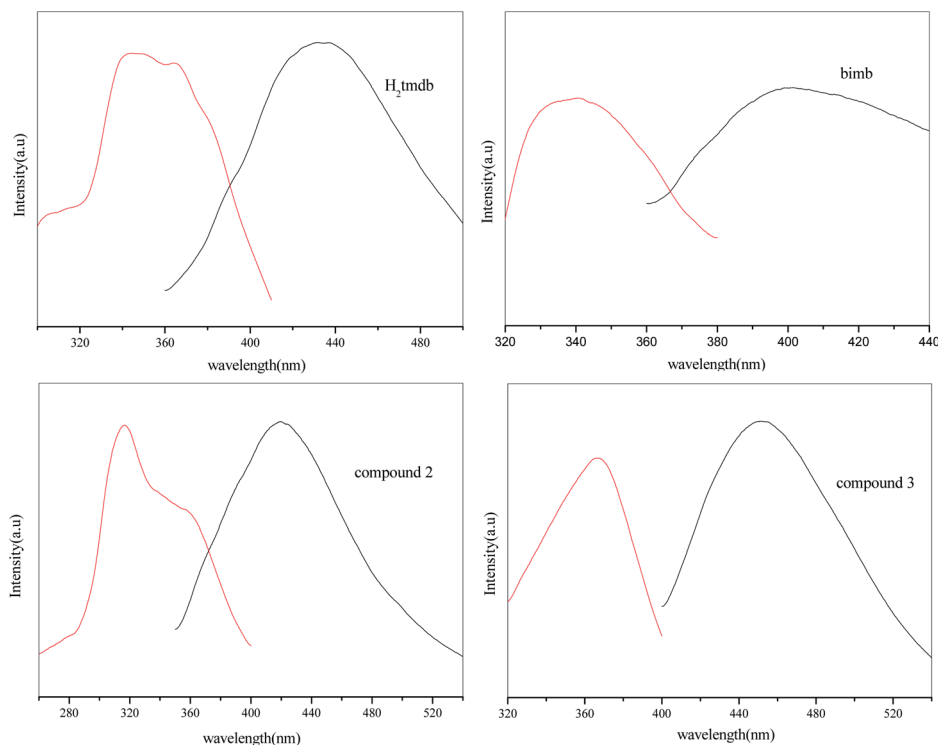 H₂tmdb
Intensity(a.u)
320 360 400 440 480
wavelength(nm)
bimb
Intensity(a.u)
320 340 360 380 400 420 440
wavelength(nm)
compound 2
Intensity(a.u)
280 320 360 400 440 480 520
wavelength(nm)
compound 3
Intensity(a.u)
320 360 400 440 480 520
wavelength(nm)